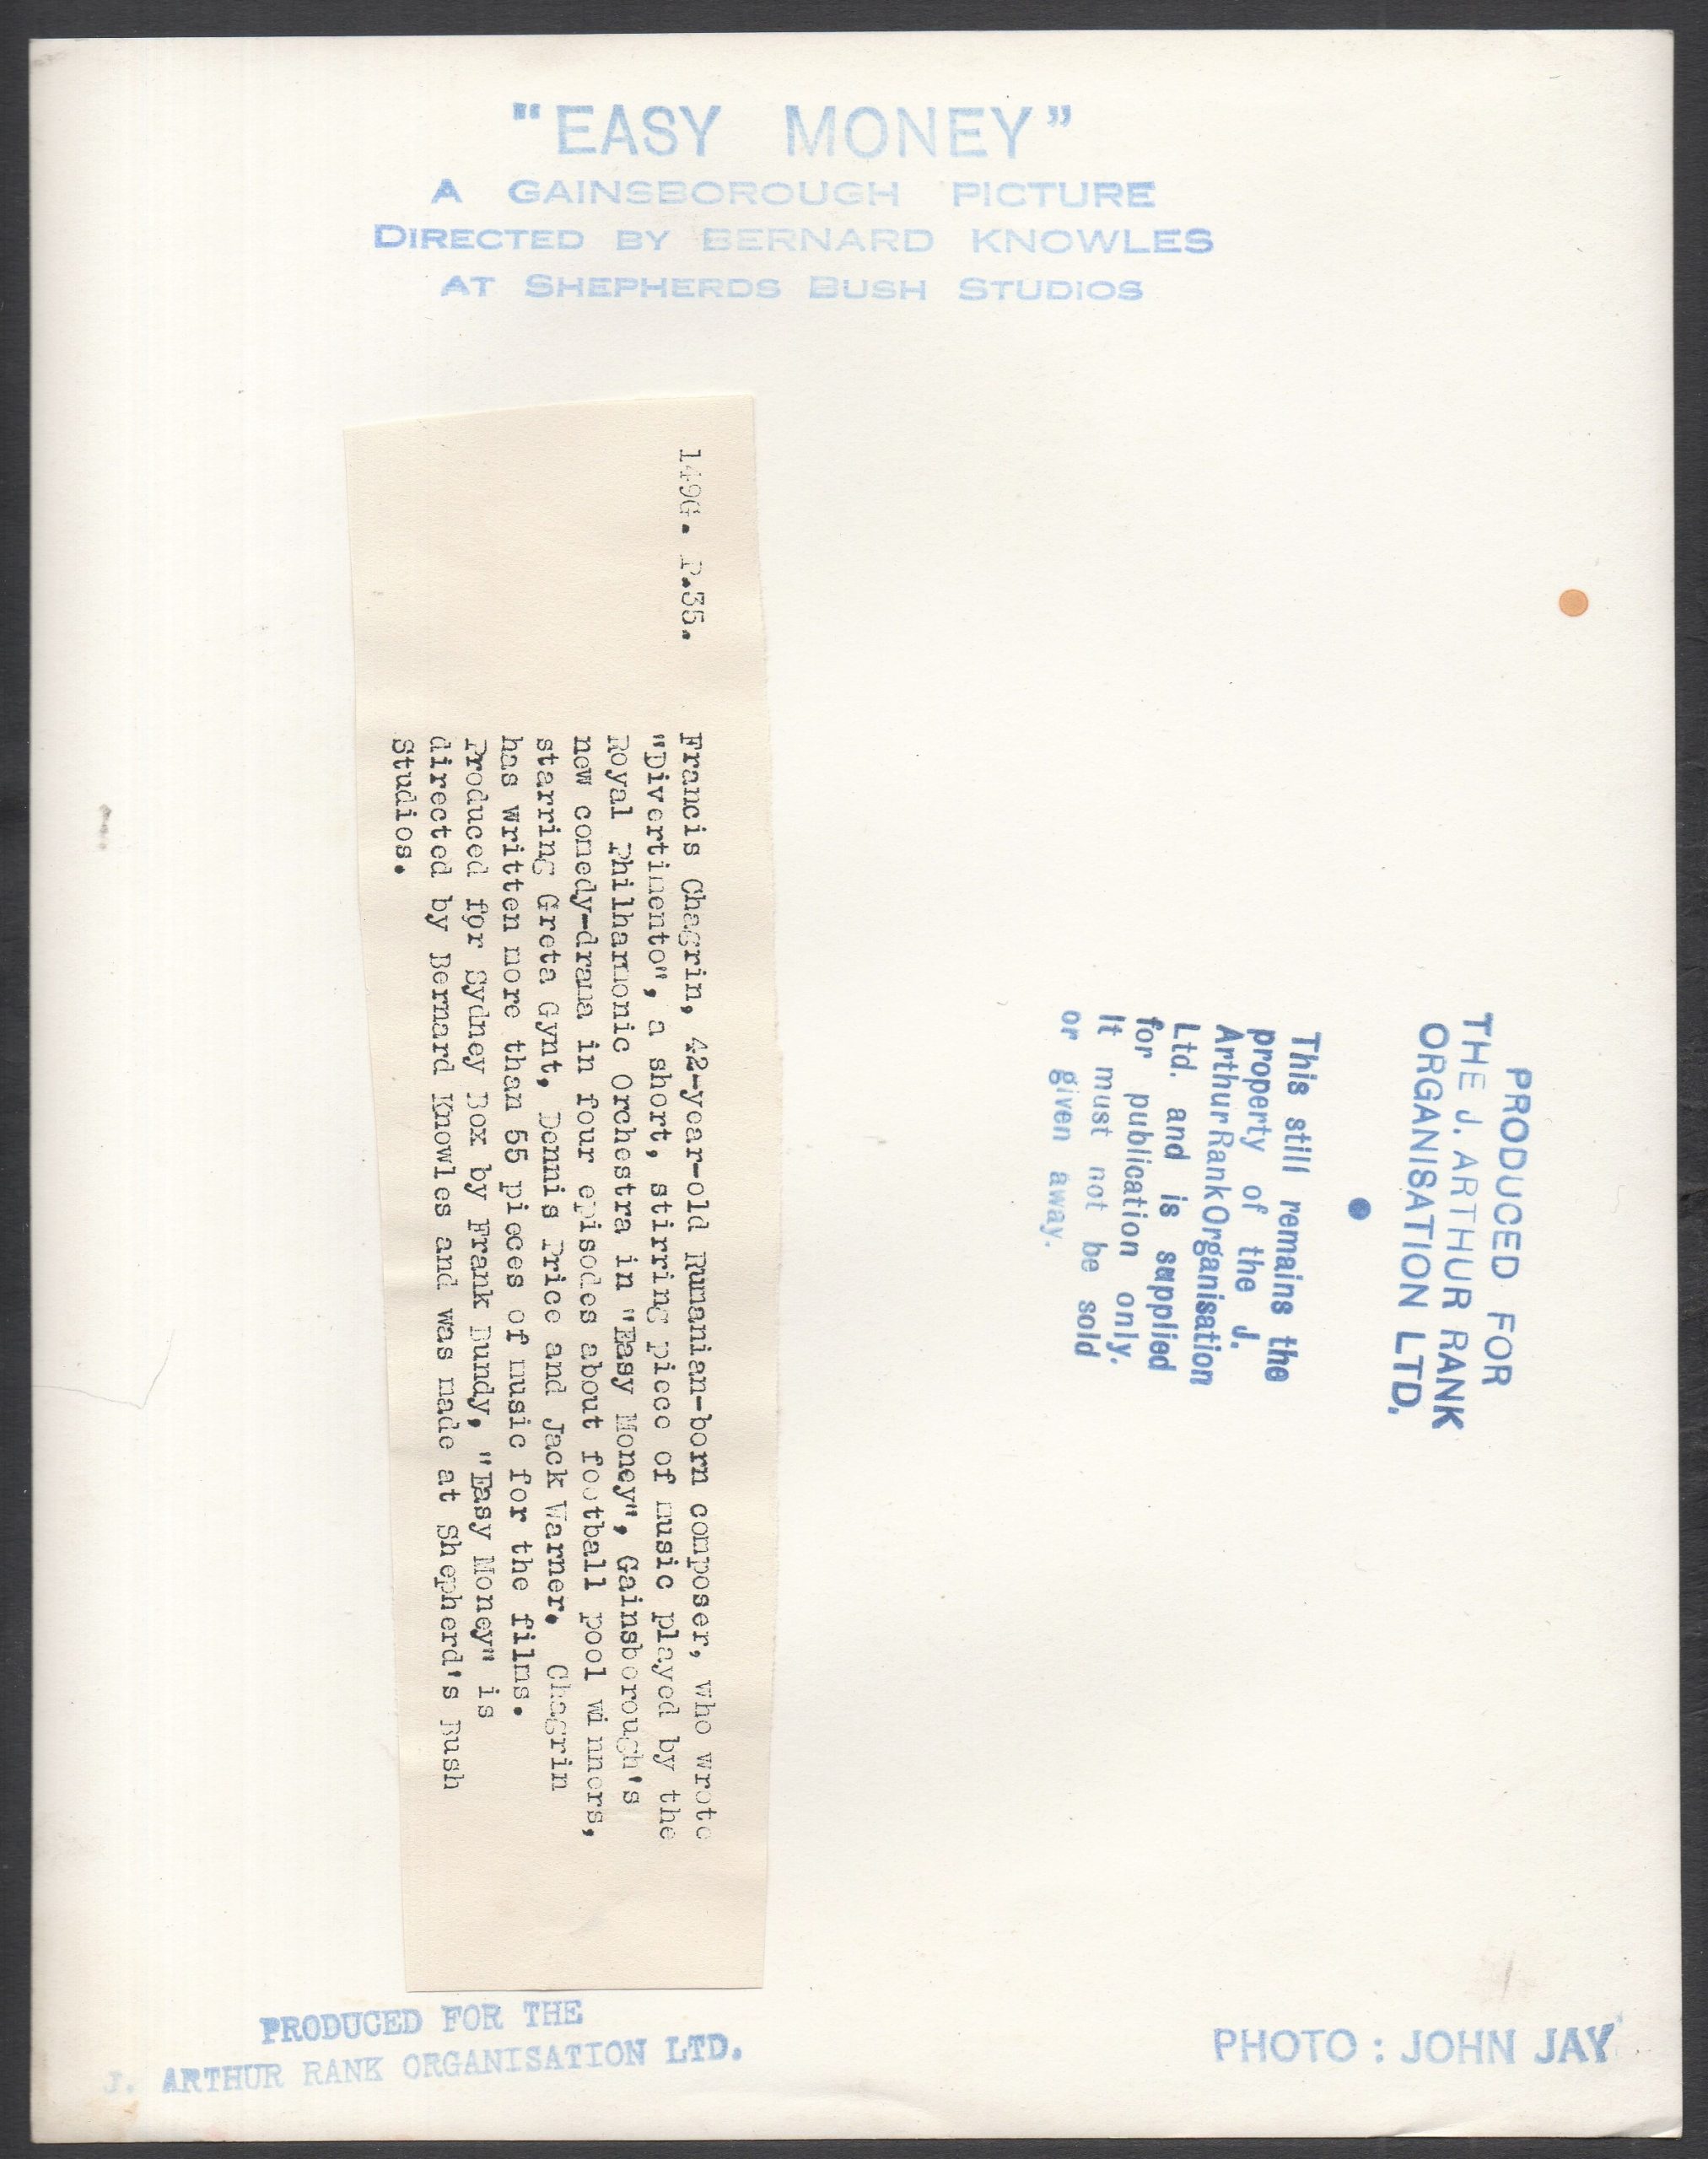 "EASY MONEY"
A GAINSBOROUGH PICTURE
DIRECTED BY BERNARD KNOWLES
AT SHEPHERDS BUSH STUDIOS
149G. P.35.
Francis Chagrin, 42-year-old Rumanian-born composer, who wrote
"Divertimento", a short, stirring piece of music played by the
Royal Philharmonic Orchestra in "Easy Money", Gainsborough's
new comedy-drama in four episodes about football pool winners,
starring Greta Gynt, Dennis Price and Jack Warner. Chagrin
has written more than 55 pieces of music for the films.
Produced for Sydney Box by Frank Bundy, "Easy Money" is
directed by Bernard Knowles and was made at Shepherd's Bush
Studios.
PRODUCED FOR
THE J. ARTHUR RANK
ORGANISATION LTD.
This still remains the
property of the J.
Arthur Rank Organisation
Ltd. and is supplied
for publication only.
It must not be sold
or given away.
PRODUCED FOR THE
J. ARTHUR RANK ORGANISATION LTD.
PHOTO : JOHN JAY